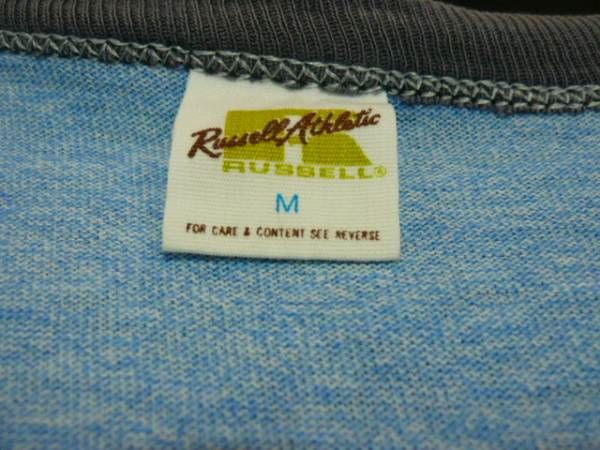 Russell Athletic
RUSSELL®
M
FOR CARE & CONTENT SEE REVERSE